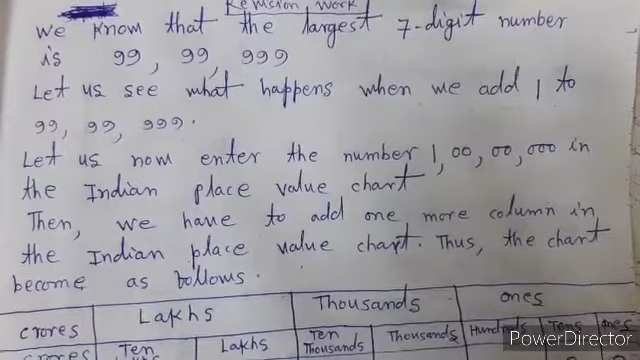 Revision Work
We know that the largest 7-digit number
is 99, 99, 999
Let us see what happens when we add 1 to
99, 99, 999.
Let us now enter the number 1,00,00,000 in
the Indian place value chart
Then, we have to add one more column in
the Indian place value chart. Thus, the chart
become as follows.
Lakhs Thousands ones
crores Ten Lakhs Ten Thousands Thousands Hundreds Tens ones
PowerDirector